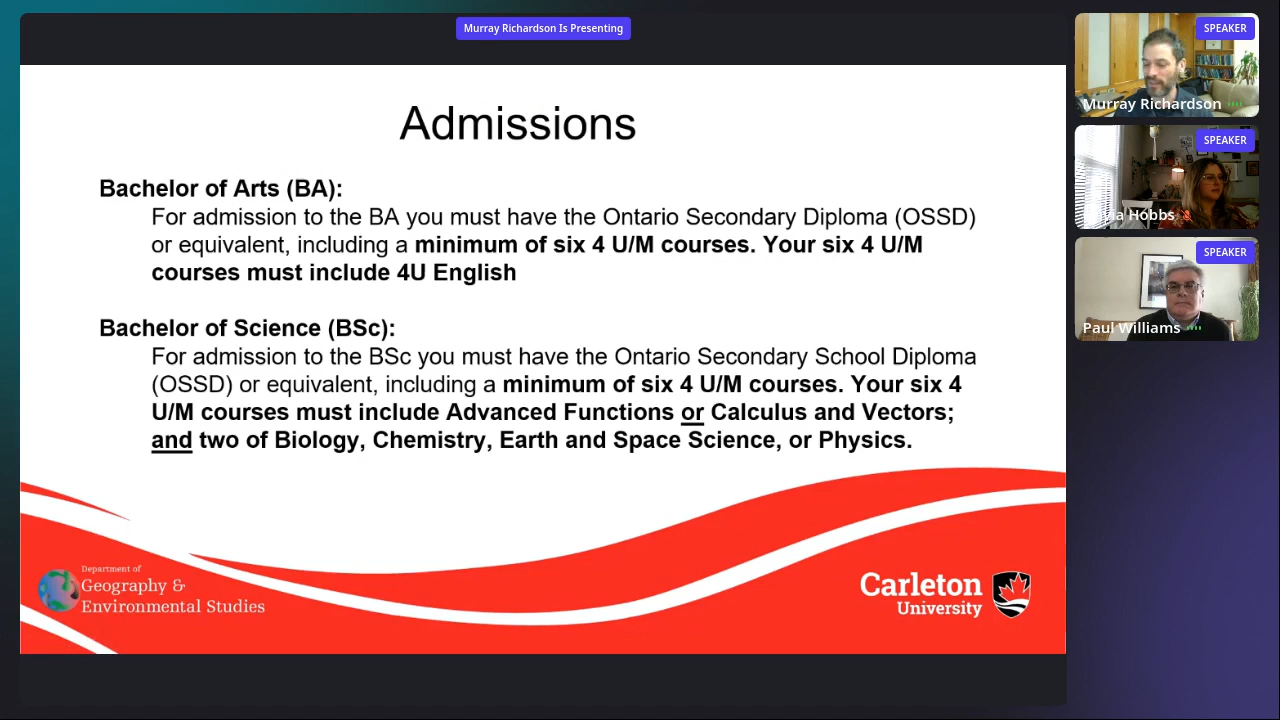 Murray Richardson Is Presenting
Admissions
Bachelor of Arts (BA):
For admission to the BA you must have the Ontario Secondary Diploma (OSSD)
or equivalent, including a minimum of six 4 U/M courses. Your six 4 U/M
courses must include 4U English
Bachelor of Science (BSc):
For admission to the BSc you must have the Ontario Secondary School Diploma
(OSSD) or equivalent, including a minimum of six 4 U/M courses. Your six 4
U/M courses must include Advanced Functions or Calculus and Vectors;
and two of Biology, Chemistry, Earth and Space Science, or Physics.
Department of
Geography &
Environmental Studies
Carleton
University
SPEAKER
Murray Richardson
SPEAKER
Hobbs
SPEAKER
Paul Williams